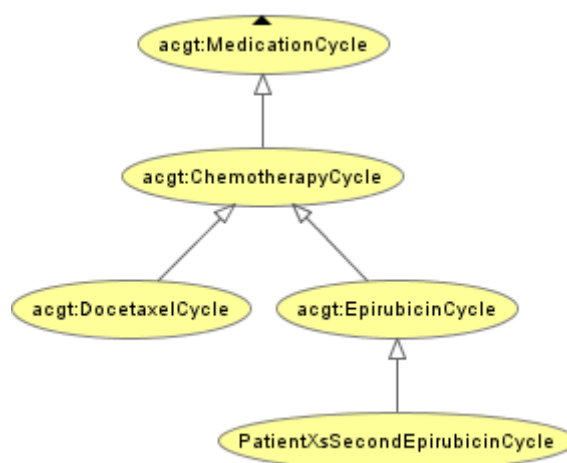 acgt:MedicationCycle
acgt:ChemotherapyCycle
acgt:DocetaxelCycle
acgt:EpirubicinCycle
PatientXsSecondEpirubicinCycle